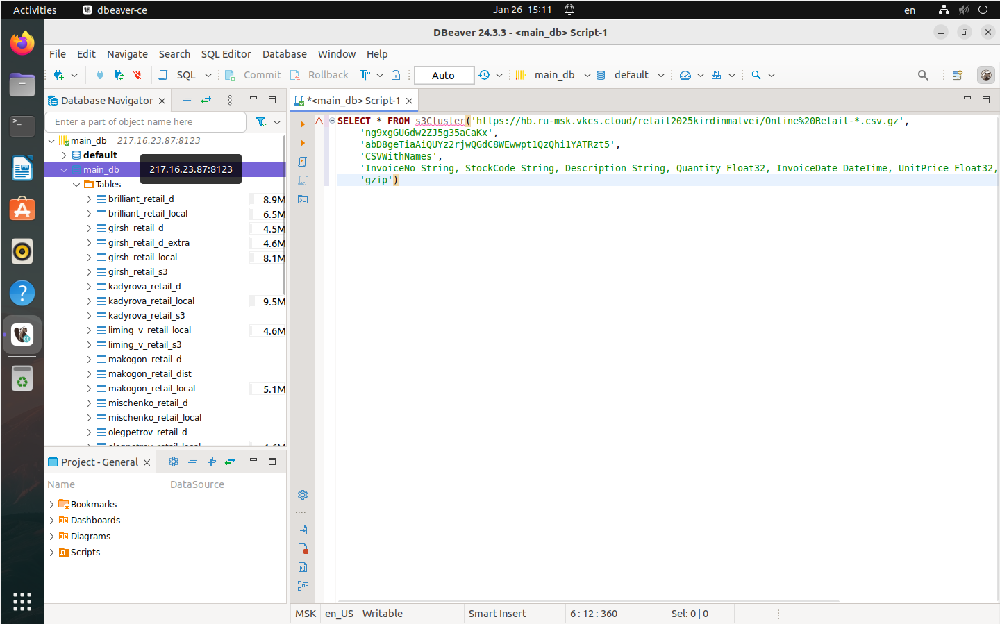 Activities
dbeaver-ce
Jan 26 15:11
en
DBeaver 24.3.3 - <main_db> Script-1
File Edit Navigate Search SQL Editor Database Window Help
SQL Commit Rollback Auto main_db default
Database Navigator
*<main_db> Script-1
Enter a part of object name here
main_db 217.16.23.87:8123
default
main_db
217.16.23.87:8123
Tables
brilliant_retail_d 8.9M
brilliant_retail_local 6.5M
girsh_retail_d 4.5M
girsh_retail_d_extra 4.6M
girsh_retail_local 8.1M
girsh_retail_s3
kadyrova_retail_d
kadyrova_retail_local 9.5M
kadyrova_retail_s3
liming_v_retail_local 4.6M
liming_v_retail_s3
makogon_retail_d
makogon_retail_dist
makogon_retail_local 5.1M
mischenko_retail_d
mischenko_retail_local
olegpetrov_retail_d
olegpetrov_retail_local 4.6M
SELECT * FROM s3Cluster('https://hb.ru-msk.vkcs.cloud/retail2025kirdinmatvei/Online%20Retail-*.csv.gz',
'ng9xgGUGdw2ZJ5g35aCaKx',
'abD8geTiaAiQUYz2rjwQGdC8WEwwpt1QzQhi1YATRzt5',
'CSVWithNames',
'InvoiceNo String, StockCode String, Description String, Quantity Float32, InvoiceDate DateTime, UnitPrice Float32,
'gzip')
Project - General
Name DataSource
Bookmarks
Dashboards
Diagrams
Scripts
MSK en_US Writable Smart Insert 6 : 12 : 360 Sel: 0 | 0